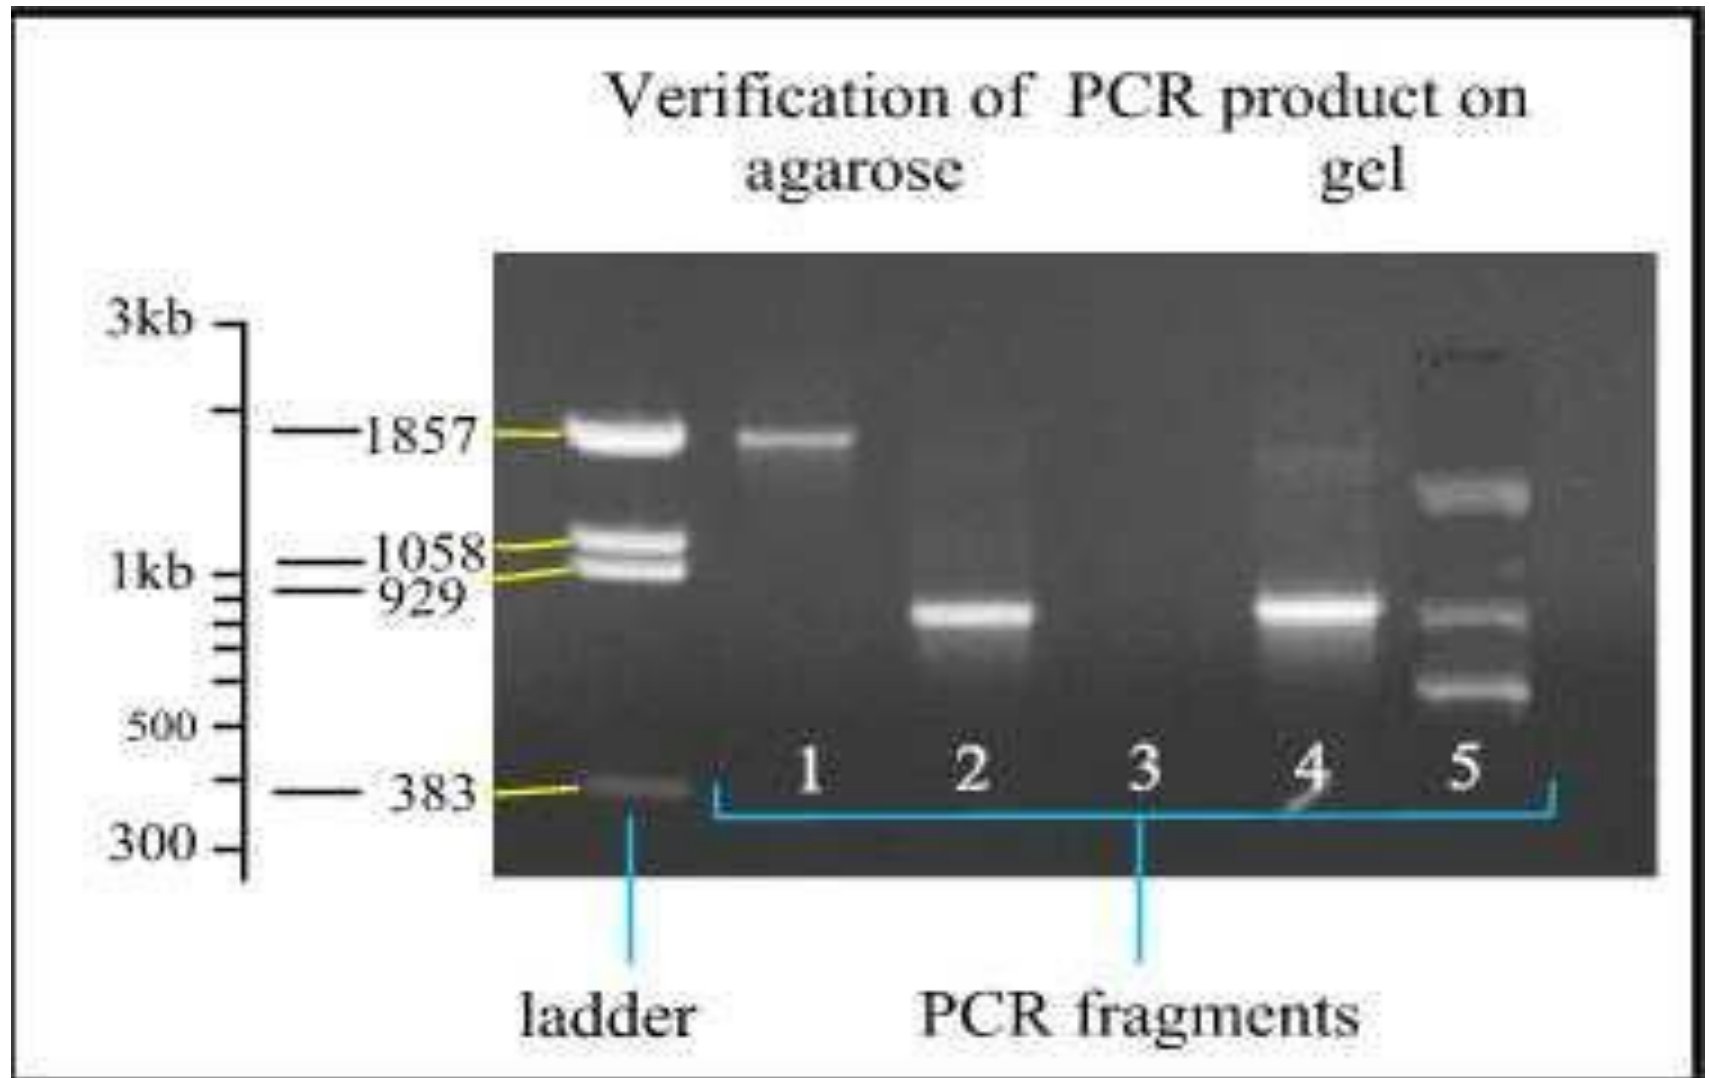 Verification of PCR product on
agarose gel
3kb
1857
1058
1kb
929
500
383
300
1 2 3 4 5
ladder
PCR fragments